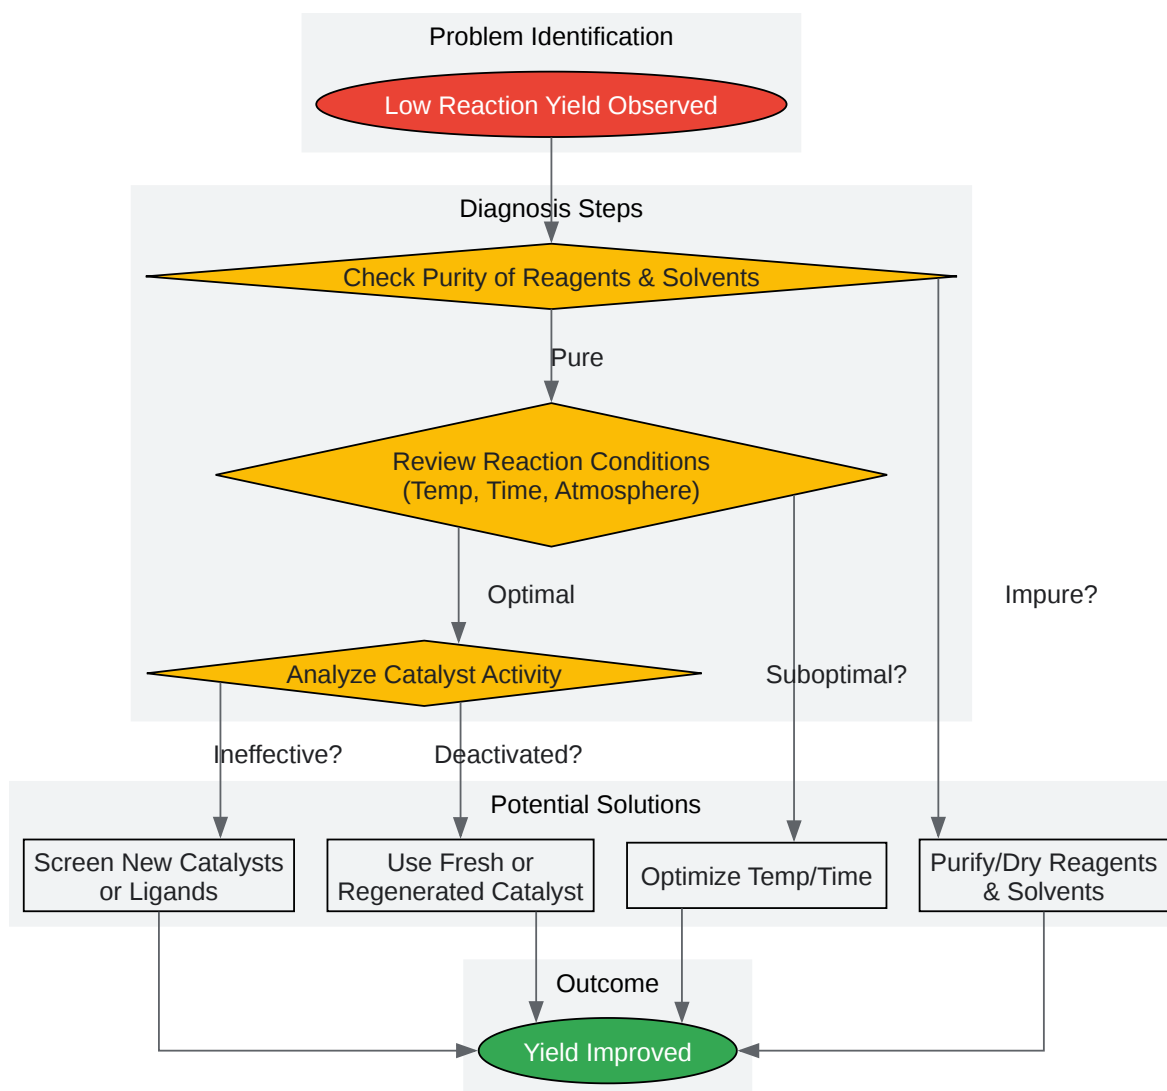 Problem Identification
Low Reaction Yield Observed
Diagnosis Steps
Check Purity of Reagents & Solvents
Pure
Review Reaction Conditions
(Temp, Time, Atmosphere)
Optimal
Impure?
Analyze Catalyst Activity
Suboptimal?
Ineffective?
Deactivated?
Potential Solutions
Screen New Catalysts
or Ligands
Use Fresh or
Regenerated Catalyst
Optimize Temp/Time
Purify/Dry Reagents
& Solvents
Outcome
Yield Improved